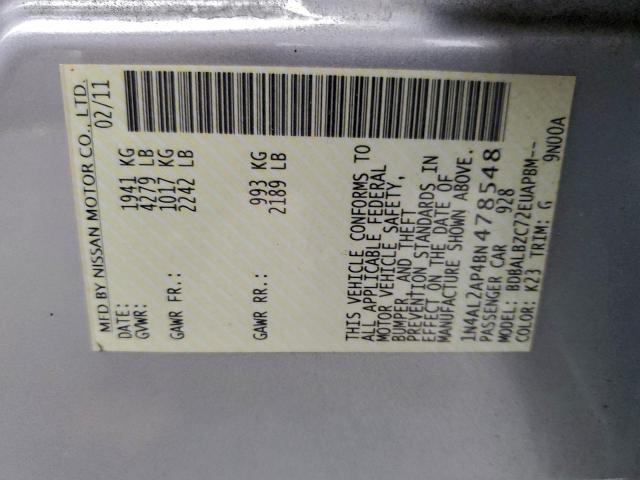 MFD BY NISSAN MOTOR CO., LTD.
DATE: 02/11
GVWR: 1941 KG
4279 LB
GAWR FR.: 1017 KG
2242 LB
GAWR RR.: 993 KG
2189 LB
THIS VEHICLE CONFORMS TO
ALL APPLICABLE FEDERAL
MOTOR VEHICLE SAFETY,
BUMPER, AND THEFT
PREVENTION STANDARDS IN
EFFECT ON THE DATE OF
MANUFACTURE SHOWN ABOVE.
1N4AL2AP4BN478548
PASSENGER CAR 928
MODEL: BDBALBZC72EUAPBM--
COLOR: K23 TRIM: G 9N00A